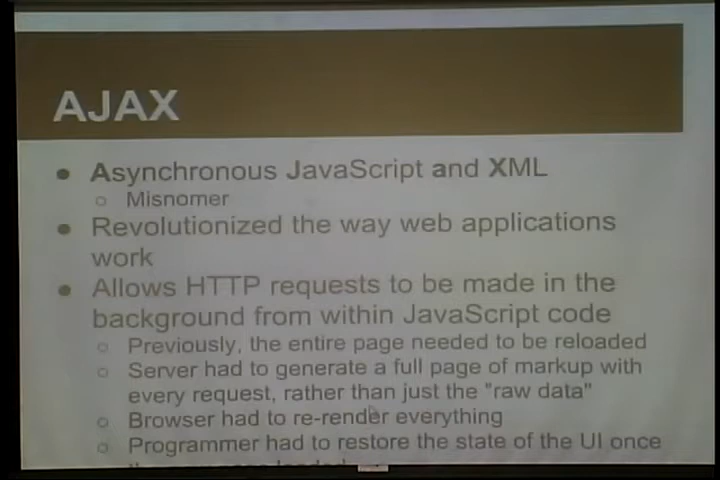 AJAX
● Asynchronous JavaScript and XML
○ Misnomer
● Revolutionized the way web applications
work
● Allows HTTP requests to be made in the
background from within JavaScript code
○ Previously, the entire page needed to be reloaded
○ Server had to generate a full page of markup with
every request, rather than just the "raw data"
○ Browser had to re-render everything
○ Programmer had to restore the state of the UI once